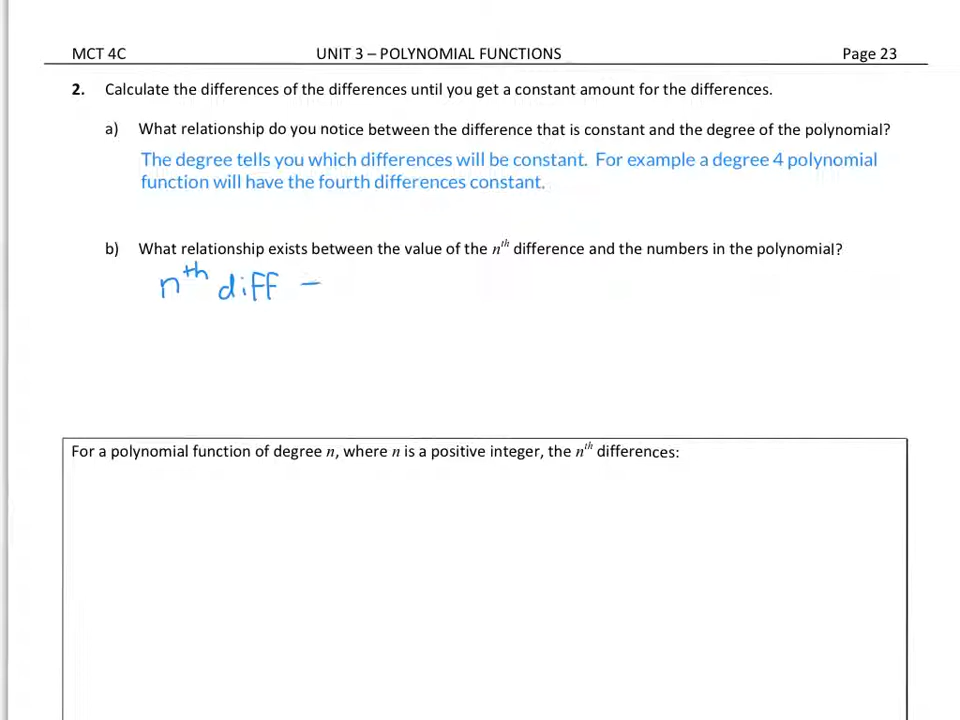 MCT 4C UNIT 3 – POLYNOMIAL FUNCTIONS Page 23
2. Calculate the differences of the differences until you get a constant amount for the differences.
a) What relationship do you notice between the difference that is constant and the degree of the polynomial?
The degree tells you which differences will be constant. For example a degree 4 polynomial
function will have the fourth differences constant.
b) What relationship exists between the value of the nth difference and the numbers in the polynomial?
nth diff –
For a polynomial function of degree n, where n is a positive integer, the nth differences: